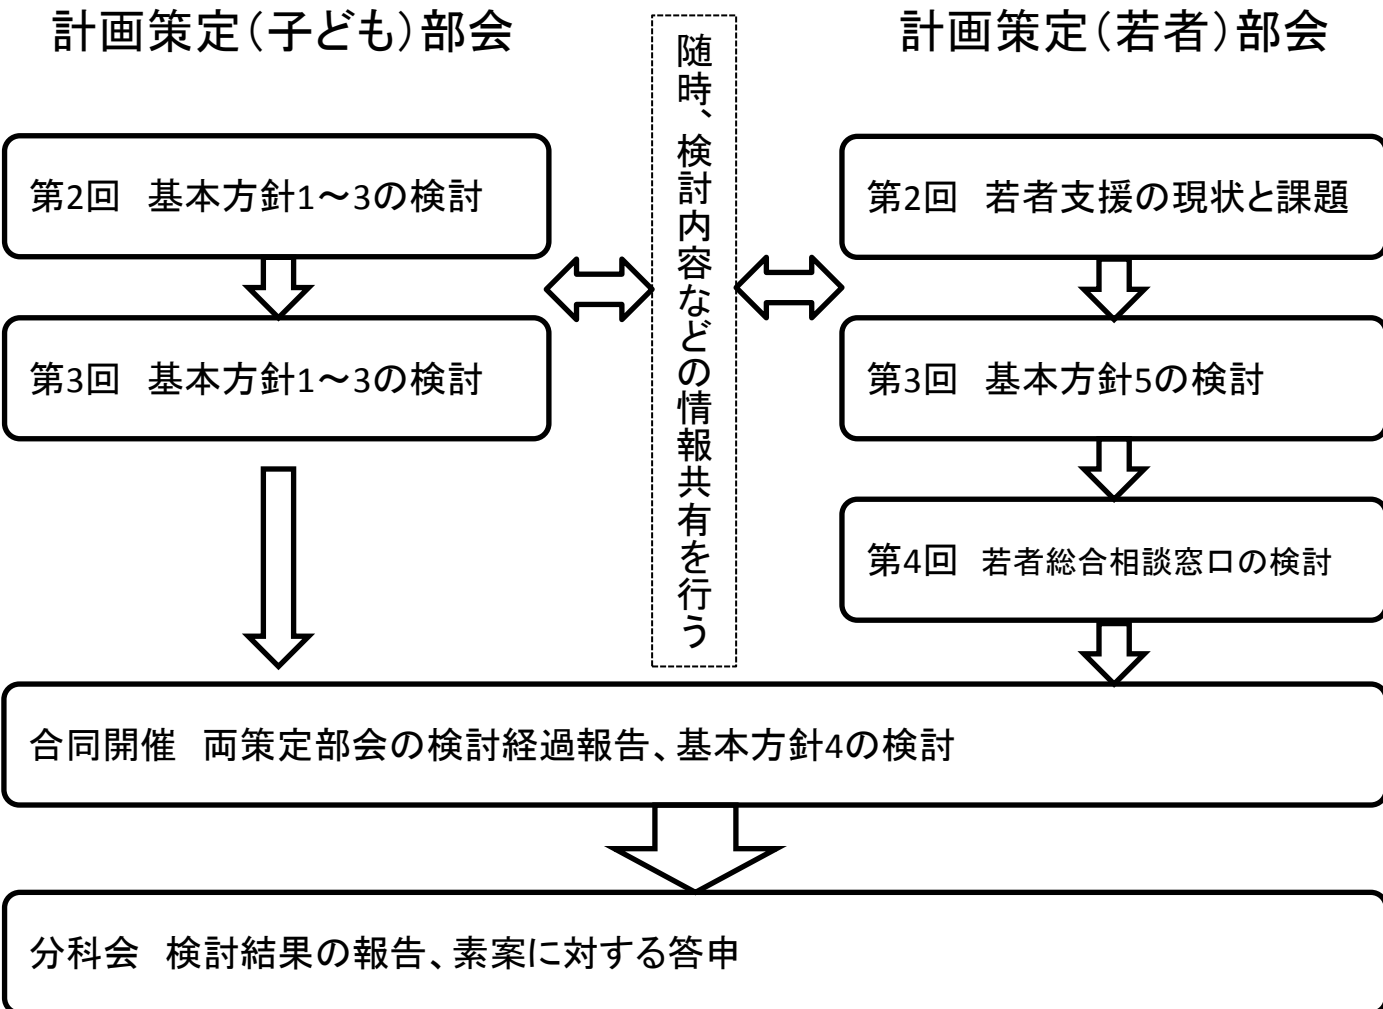 計画策定(子ども)部会
第2回　基本方針1～3の検討
第3回　基本方針1～3の検討
随時、検討内容などの情報共有を行う
計画策定(若者)部会
第2回　若者支援の現状と課題
第3回　基本方針5の検討
第4回　若者総合相談窓口の検討
合同開催　両策定部会の検討経過報告、基本方針4の検討
分科会　検討結果の報告、素案に対する答申